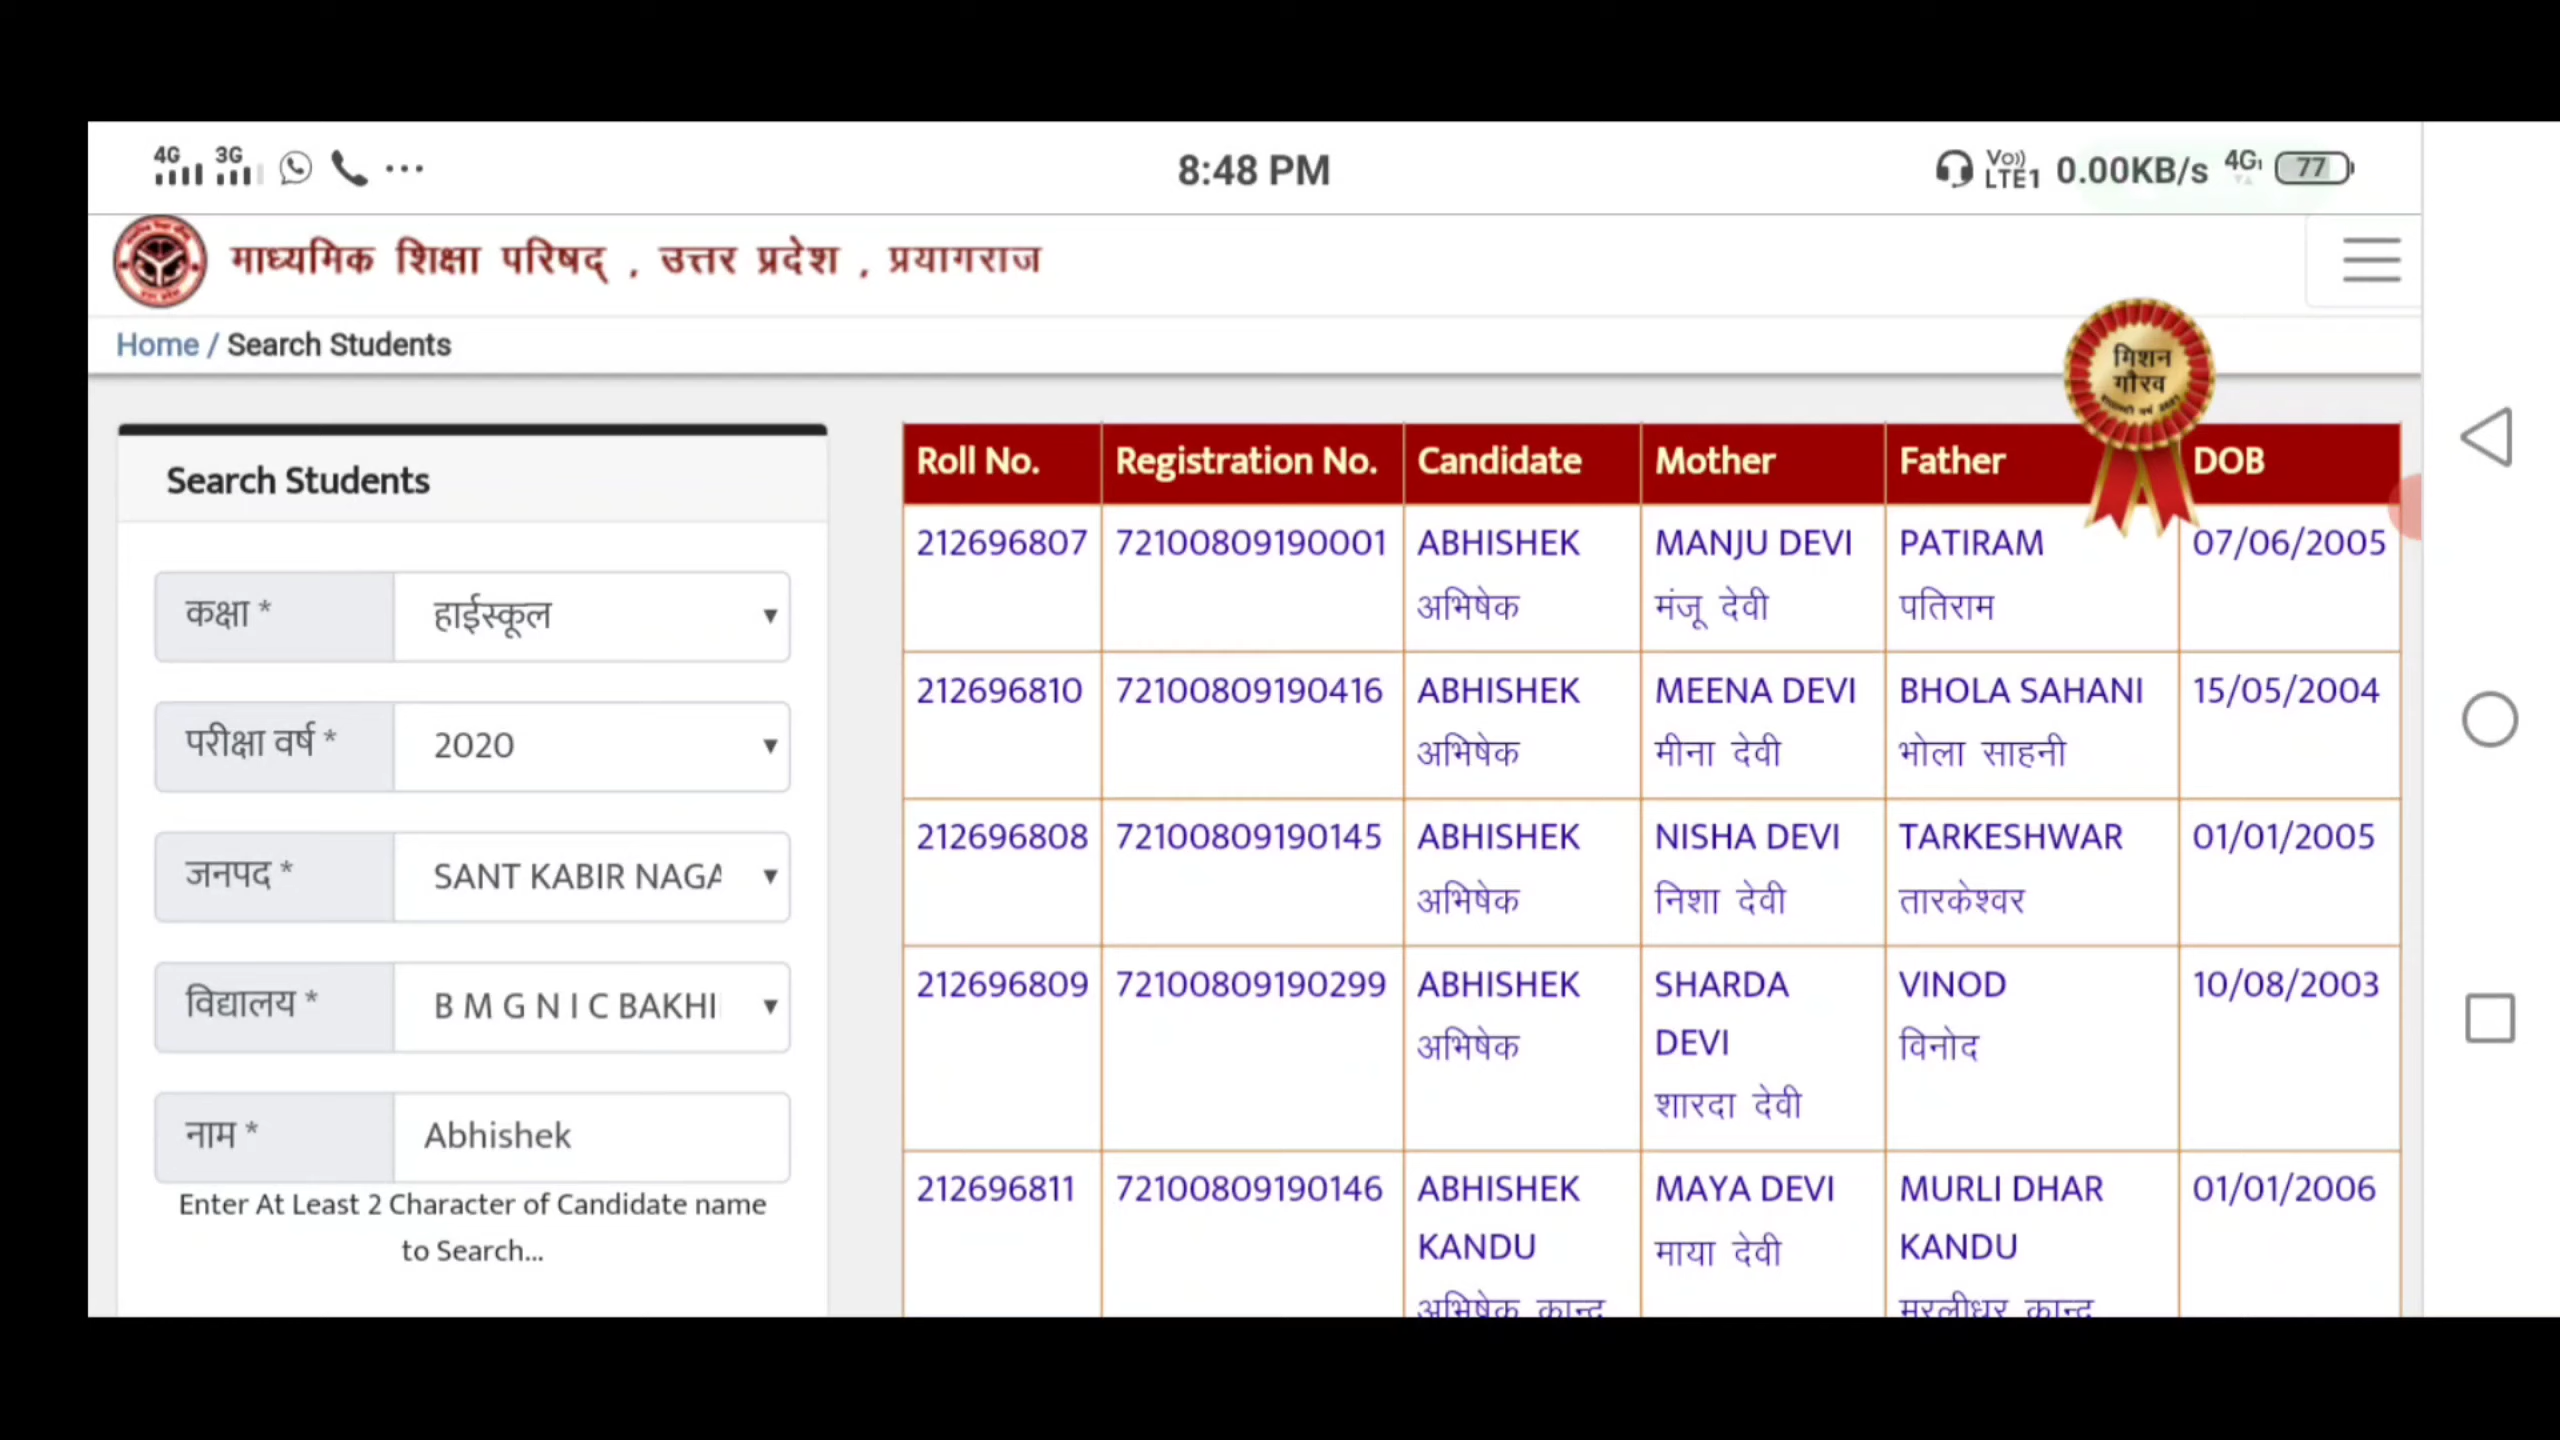 4G 3G
8:48 PM
Vo)) LTE1 0.00KB/s 4G 77
माध्यमिक शिक्षा परिषद् , उत्तर प्रदेश , प्रयागराज
Home / Search Students
मिशन
गौरव
Search Students
कक्षा * हाईस्कूल
परीक्षा वर्ष * 2020
जनपद * SANT KABIR NAGA
विद्यालय * B M G N I C BAKHI
नाम * Abhishek
Enter At Least 2 Character of Candidate name
to Search...
Roll No. Registration No. Candidate Mother Father DOB
212696807 72100809190001 ABHISHEK MANJU DEVI PATIRAM 07/06/2005
अभिषेक मंजू देवी पतिराम
212696810 72100809190416 ABHISHEK MEENA DEVI BHOLA SAHANI 15/05/2004
अभिषेक मीना देवी भोला साहनी
212696808 72100809190145 ABHISHEK NISHA DEVI TARKESHWAR 01/01/2005
अभिषेक निशा देवी तारकेश्वर
212696809 72100809190299 ABHISHEK SHARDA VINOD 10/08/2003
अभिषेक DEVI विनोद
शारदा देवी
212696811 72100809190146 ABHISHEK MAYA DEVI MURLI DHAR 01/01/2006
KANDU माया देवी KANDU